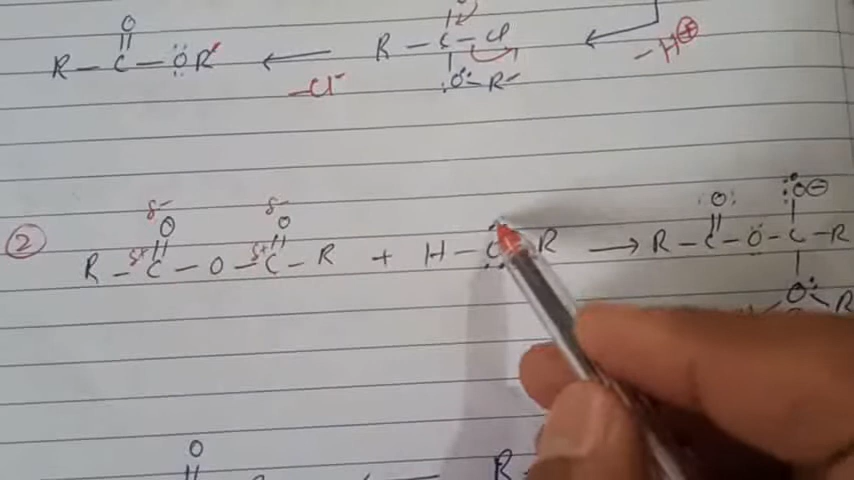 O O
R — C — ÖR' ← R — C — Cl ← -H⊕
-Cl⁻ :Ö — R
δ- δ- O: :O⊖
② O O
R — δ+C — O — δ+C — R + H — O R → R — C — O — C — R
O: R
O
R